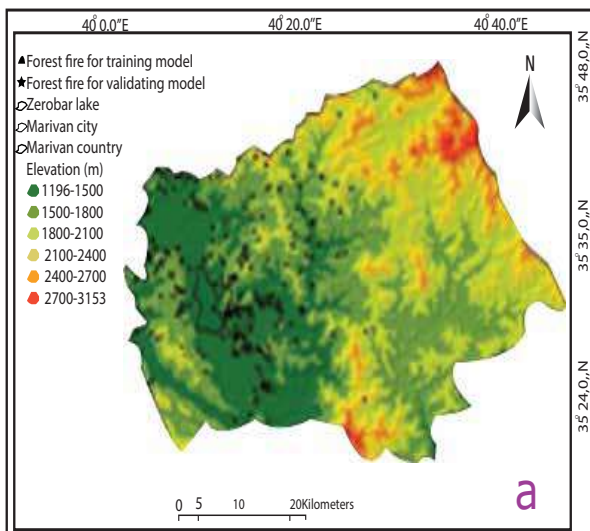 40 0.0"E 40 20.0"E 40 40.0"E
Forest fire for training model
Forest fire for validating model
Zerobar lake
Marivan city
Marivan country
Elevation (m)
1196-1500
1500-1800
1800-2100
2100-2400
2400-2700
2700-3153
N
35° 48,0,,N
35° 35,0,,N
35° 24,0,,N
0 5 10 20Kilometers
a